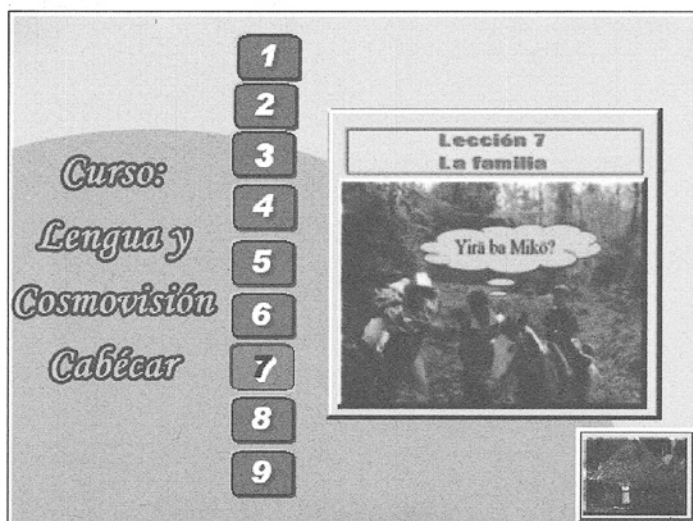 Curso:
Lengua y
Cosmovisión
Cabécar
1
2
3
4
5
6
7
8
9
Lección 7
La familia
Yirä ba Mikö?